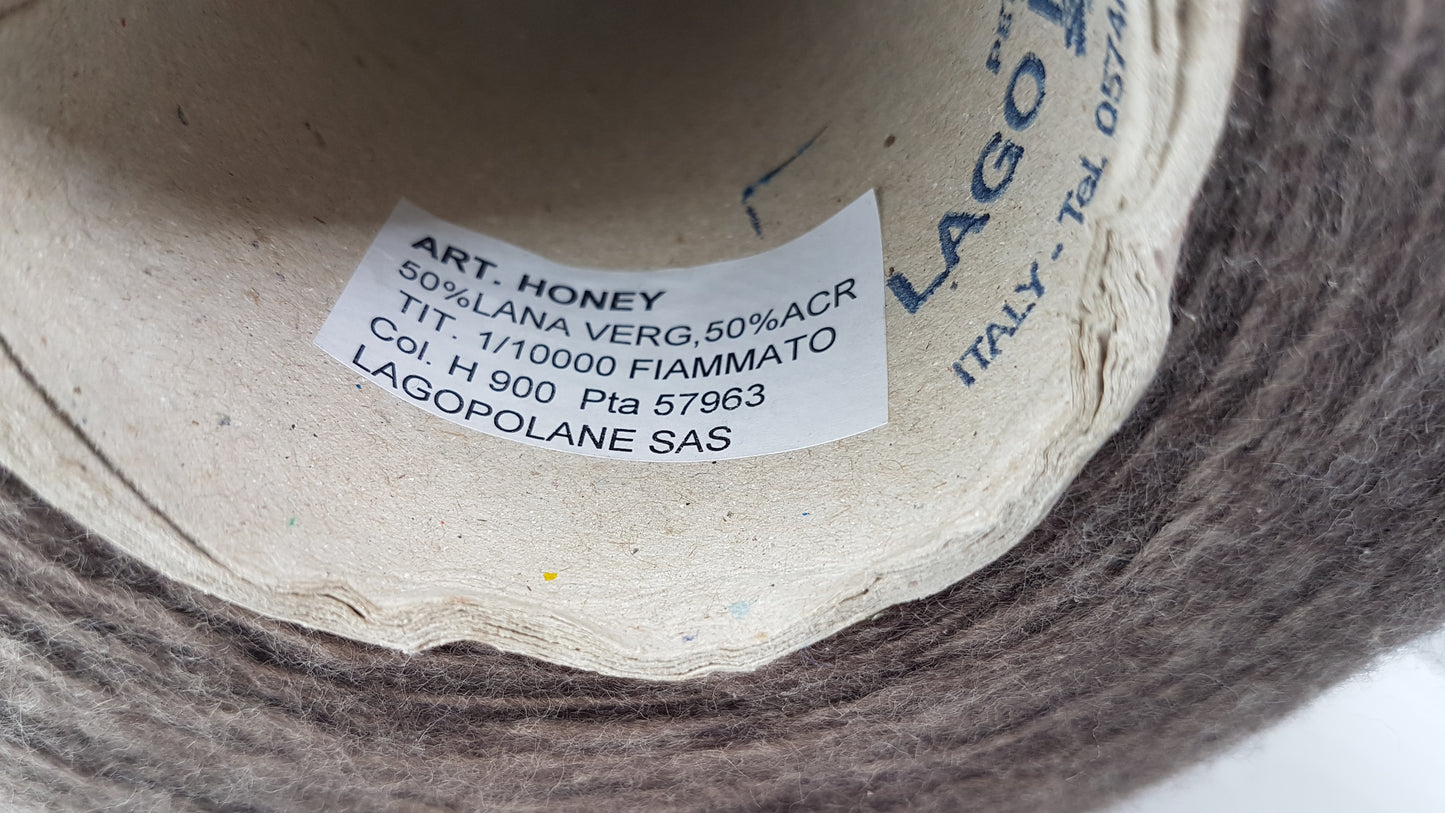 ART. HONEY
50%LANA VERG,50%ACR
TIT. 1/10000 FIAMMATO
Col. H 900 Pta 57963
LAGOPOLANE SAS
LAGO
ITALY - Tel. 0574